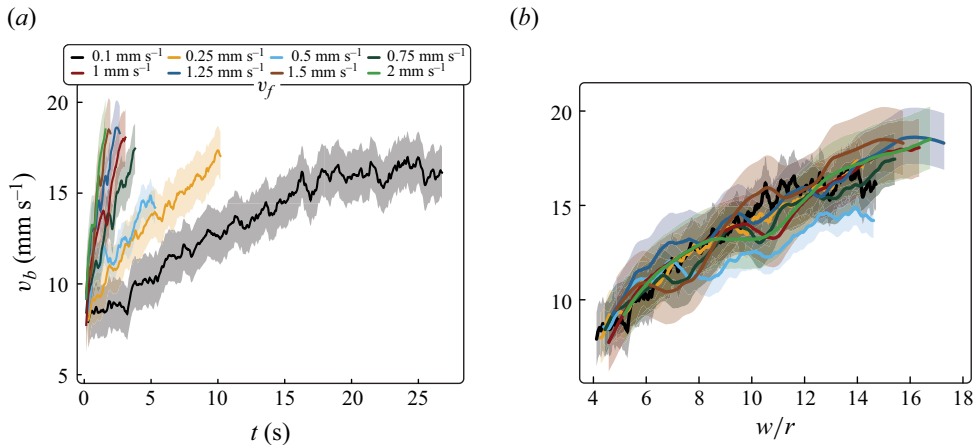 (a) (b)
0.1 mm s⁻¹ 0.25 mm s⁻¹ 0.5 mm s⁻¹ 0.75 mm s⁻¹
1 mm s⁻¹ 1.25 mm s⁻¹ 1.5 mm s⁻¹ 2 mm s⁻¹
v_f
20
15
10
5
v_b (mm s⁻¹)
0 5 10 15 20 25
t (s)
20
15
10
4 6 8 10 12 14 16 18
w/r